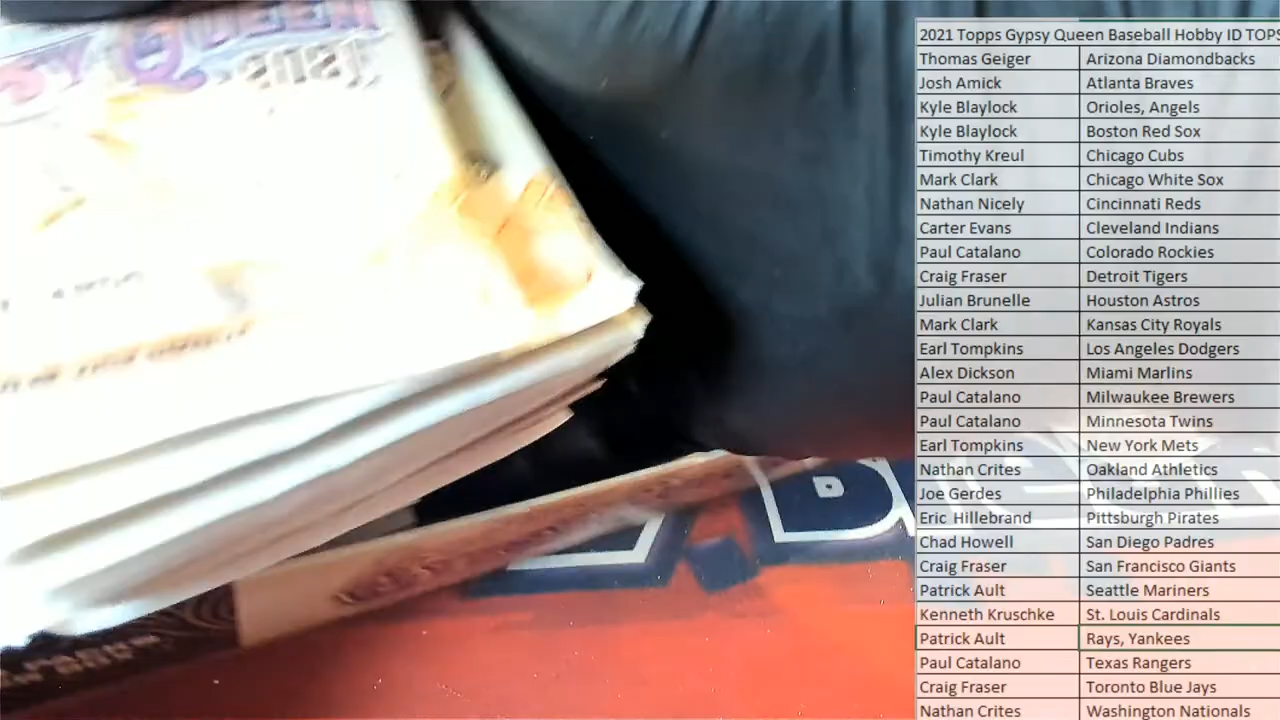 SY QUEEN
2021 Topps Gypsy Queen Baseball Hobby ID TOPS
Thomas Geiger Arizona Diamondbacks
Josh Amick Atlanta Braves
Kyle Blaylock Orioles, Angels
Kyle Blaylock Boston Red Sox
Timothy Kreul Chicago Cubs
Mark Clark Chicago White Sox
Nathan Nicely Cincinnati Reds
Carter Evans Cleveland Indians
Paul Catalano Colorado Rockies
Craig Fraser Detroit Tigers
Julian Brunelle Houston Astros
Mark Clark Kansas City Royals
Earl Tompkins Los Angeles Dodgers
Alex Dickson Miami Marlins
Paul Catalano Milwaukee Brewers
Paul Catalano Minnesota Twins
Earl Tompkins New York Mets
Nathan Crites Oakland Athletics
Joe Gerdes Philadelphia Phillies
Eric Hillebrand Pittsburgh Pirates
Chad Howell San Diego Padres
Craig Fraser San Francisco Giants
Patrick Ault Seattle Mariners
Kenneth Kruschke St. Louis Cardinals
Patrick Ault Rays, Yankees
Paul Catalano Texas Rangers
Craig Fraser Toronto Blue Jays
Nathan Crites Washington Nationals